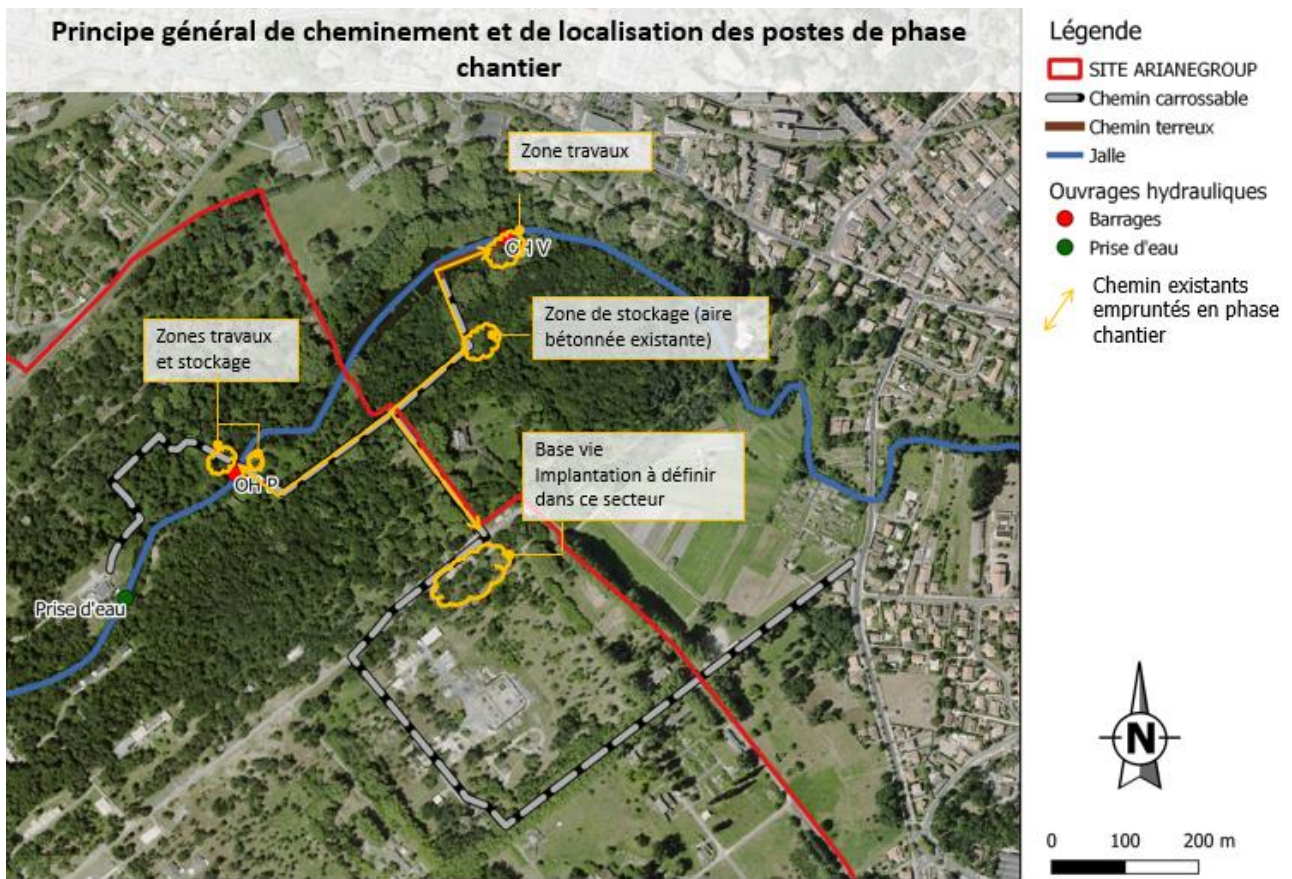 Principe général de cheminement et de localisation des postes de phase
chantier
Zone travaux
OH V
Zone de stockage (aire
bétonnée existante)
Zones travaux
et stockage
OH P
Base vie
Implantation à définir
dans ce secteur
Prise d'eau
Légende
SITE ARIANEGROUP
Chemin carrossable
Chemin terreux
Jalle
Ouvrages hydrauliques
Barrages
Prise d'eau
Chemin existants
empruntés en phase
chantier
N
0 100 200 m